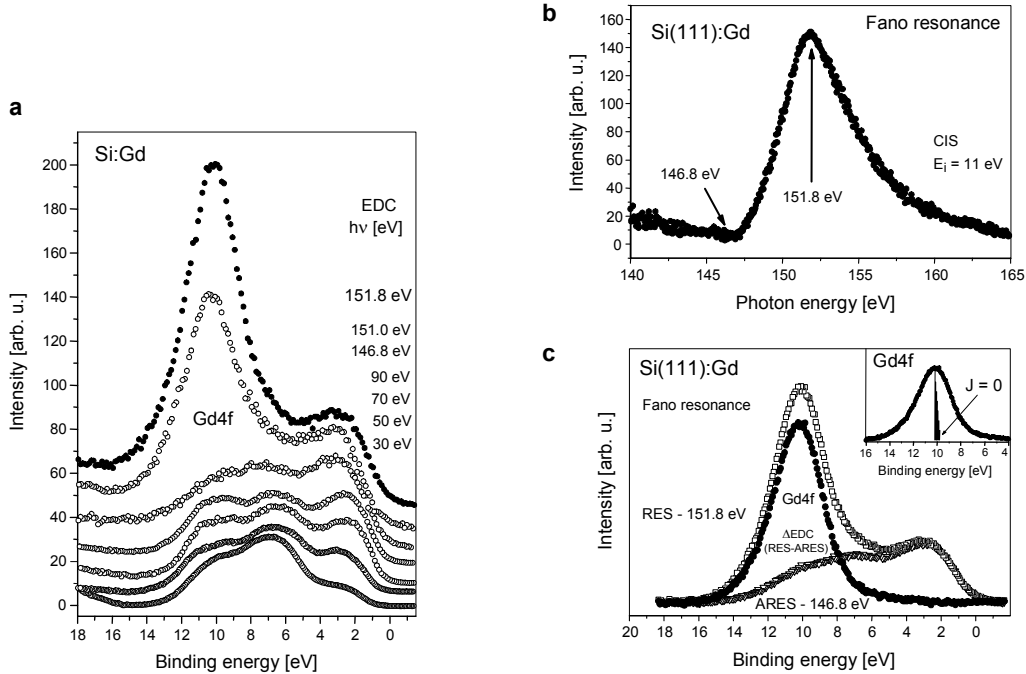 a
Si:Gd
EDC
hν [eV]
151.8 eV
151.0 eV
146.8 eV
90 eV
70 eV
50 eV
30 eV
Gd4f
Intensity [arb. u.]
200
180
160
140
120
100
80
60
40
20
0
18 16 14 12 10 8 6 4 2 0
Binding energy [eV]
b
Si(111):Gd
Fano resonance
CIS
E_i = 11 eV
146.8 eV
151.8 eV
Intensity [arb. u.]
160
140
120
100
80
60
40
20
0
140 145 150 155 160 165
Photon energy [eV]
c
Si(111):Gd
Fano resonance
RES - 151.8 eV
Gd4f
ΔEDC
(RES-ARES)
ARES - 146.8 eV
Intensity [arb. u.]
20 18 16 14 12 10 8 6 4 2 0
Binding energy [eV]
Gd4f
J = 0
16 14 12 10 8 6 4
Binding energy [eV]